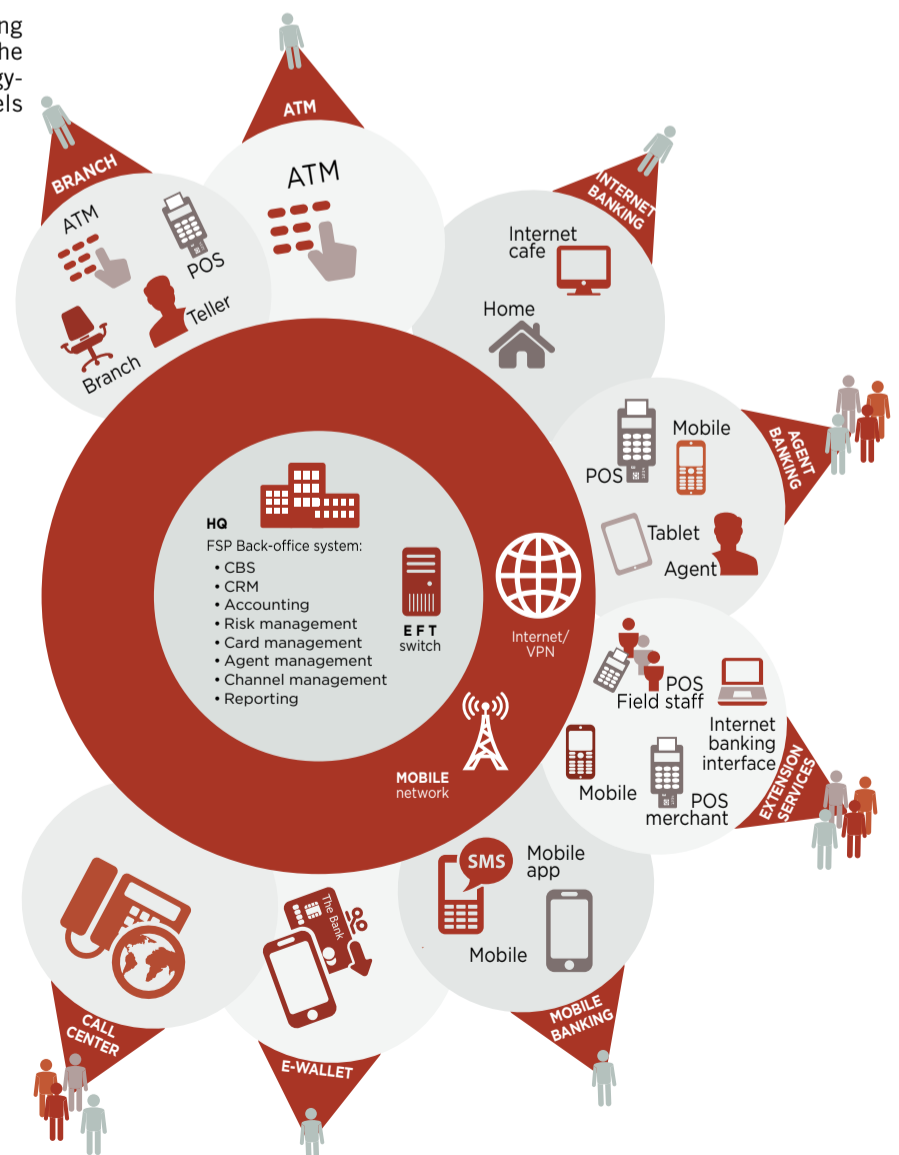 ng
he
gy-
els
ATM
BRANCH
INTERNET
BANKING
ATM
ATM
POS
Teller
Branch
Internet
cafe
Home
AGENT
BANKING
POS
Mobile
Tablet
Agent
HQ
FSP Back-office system:
• CBS
• CRM
• Accounting
• Risk management
• Card management
• Agent management
• Channel management
• Reporting
EFT
switch
Internet/
VPN
MOBILE
network
POS
Field staff
Internet
banking
interface
Mobile
POS
merchant
EXTENSION
SERVICES
SMS
Mobile
app
Mobile
The Bank
MOBILE
BANKING
CALL
CENTER
E-WALLET